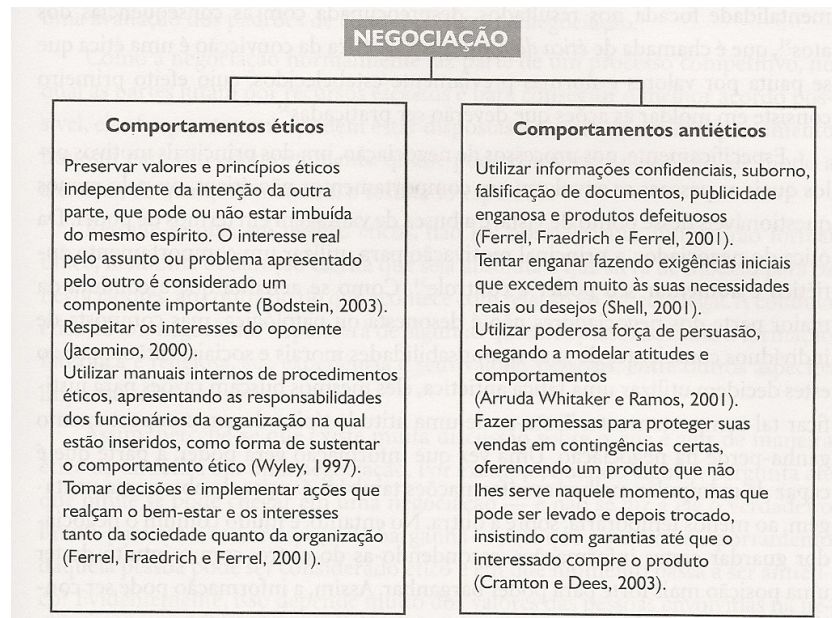 NEGOCIAÇÃO
Comportamentos éticos
Preservar valores e princípios éticos
independente da intenção da outra
parte, que pode ou não estar imbuída
do mesmo espírito. O interesse real
pelo assunto ou problema apresentado
pelo outro é considerado um
componente importante (Bodstein, 2003).
Respeitar os interesses do oponente
(Jacomino, 2000).
Utilizar manuais internos de procedimento
éticos, apresentando as responsabilidades
dos funcionários da organização na qual
estão inseridos, como forma de sustentar
o comportamento ético (Wyley, 1997).
Tomar decisões e implementar ações que
realçam o bem-estar e os interesses
tanto da sociedade quanto da organização
(Ferrel, Fraedrich e Ferrel, 2001).
Comportamentos antiéticos
Utilizar informações confidenciais, suborno,
falsificação de documentos, publicidade
enganosa e produtos defeituosos
(Ferrel, Fraedrich e Ferrel, 2001).
Tentar enganar fazendo exigências iniciais
que excedem muito às suas necessidades
reais ou desejos (Shell, 2001).
Utilizar poderosa força de persuasão,
chegando a modelar atitudes e
comportamentos
(Arruda Whitaker e Ramos, 2001).
Fazer promessas para proteger suas
vendas em contingências abertas,
oferencendo um produto que não
lhes serve naquele momento, mas que
pode ser levado e depois trocado,
insistindo com garantias até que o
interessado compre o produto
(Cramton e Dees, 2003).